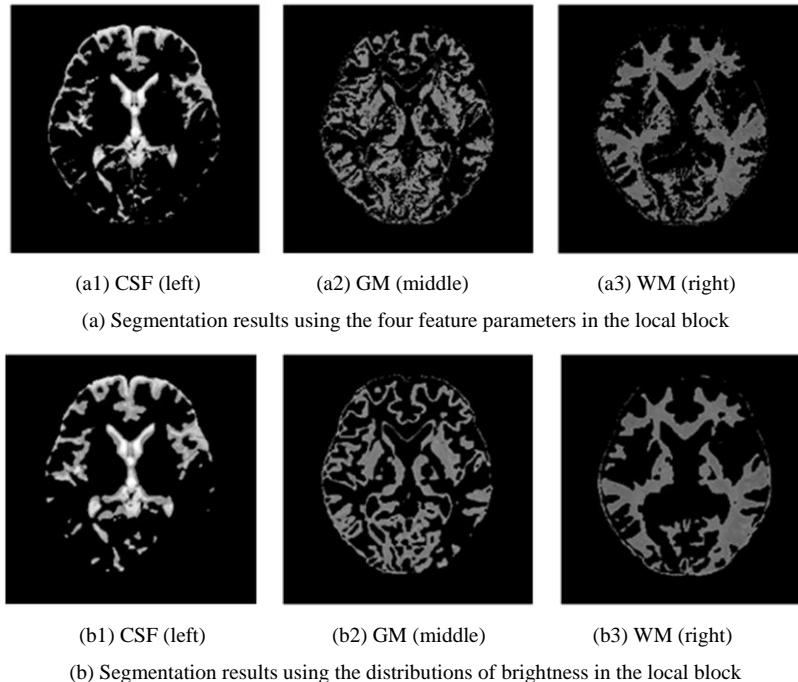 (a1) CSF (left) (a2) GM (middle) (a3) WM (right)
(a) Segmentation results using the four feature parameters in the local block
(b1) CSF (left) (b2) GM (middle) (b3) WM (right)
(b) Segmentation results using the distributions of brightness in the local block